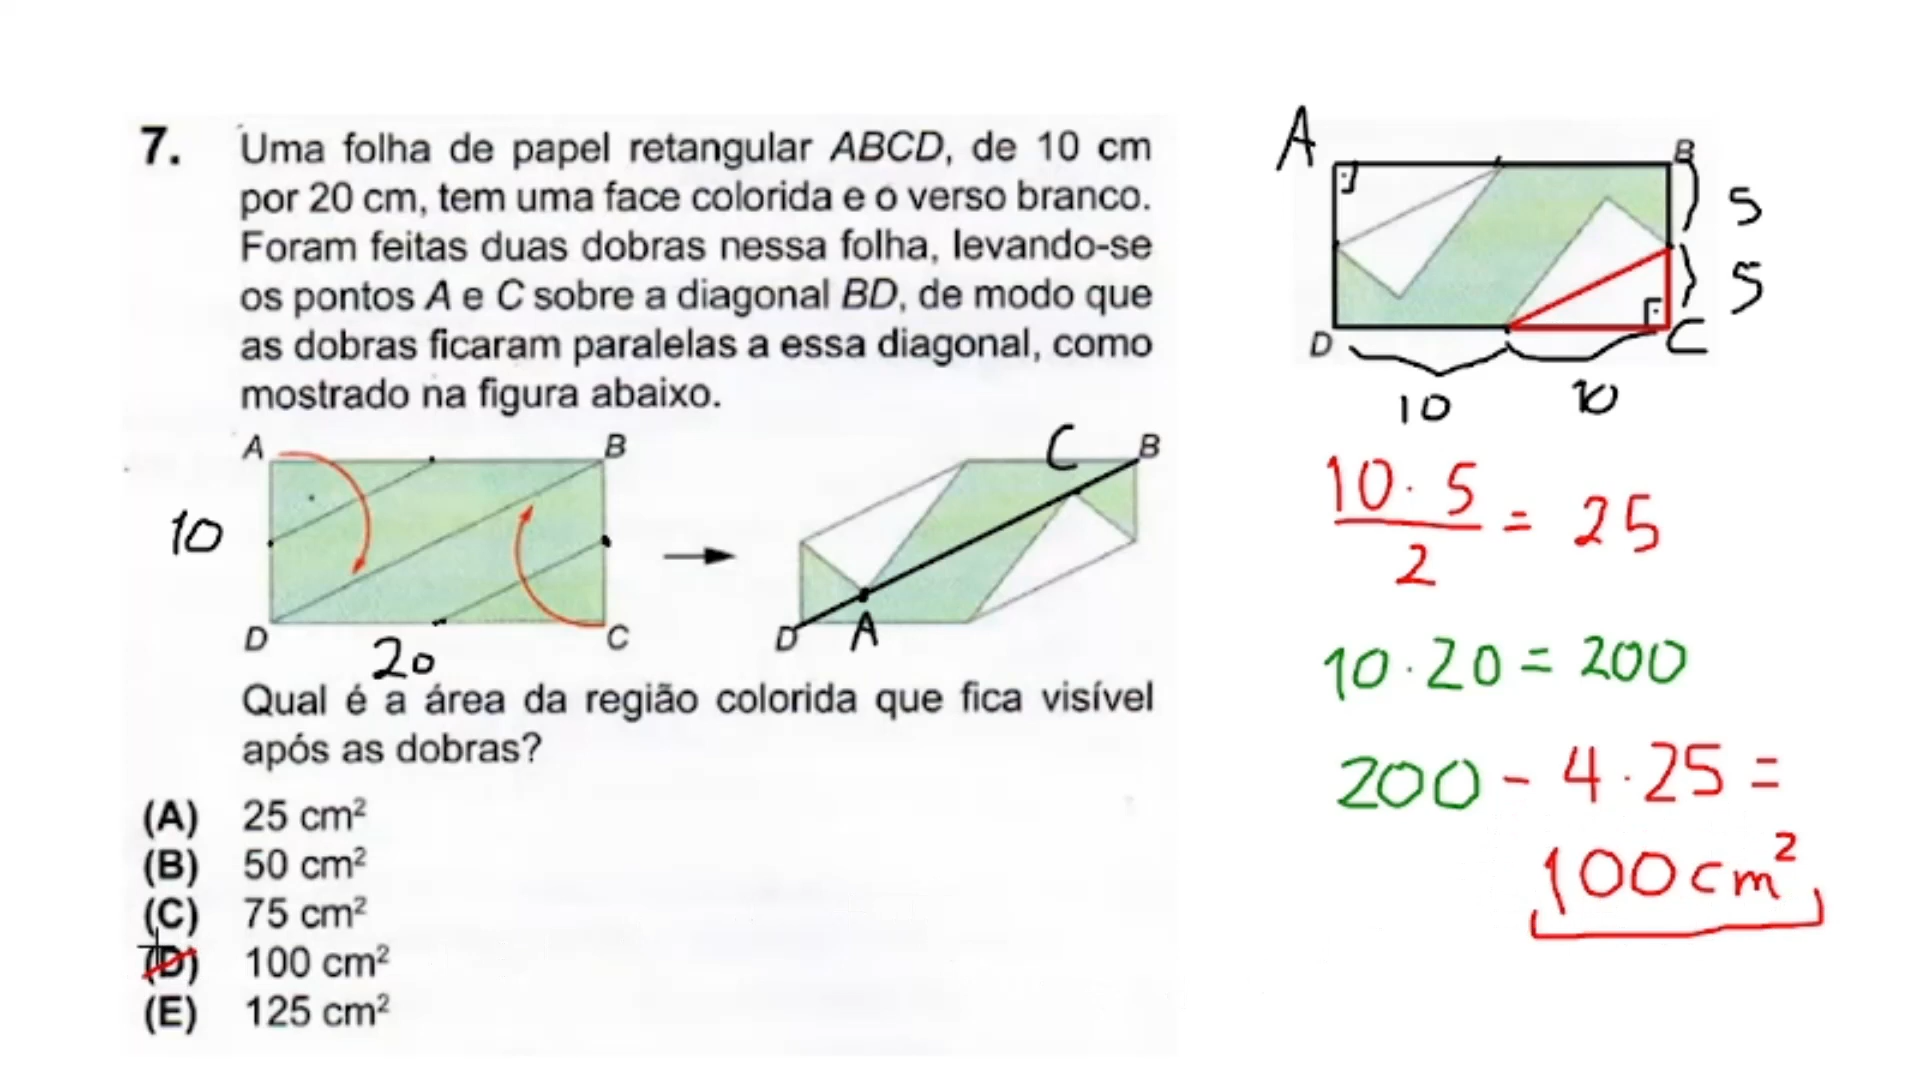 7. Uma folha de papel retangular ABCD, de 10 cm
por 20 cm, tem uma face colorida e o verso branco.
Foram feitas duas dobras nessa folha, levando-se
os pontos A e C sobre a diagonal BD, de modo que
as dobras ficaram paralelas a essa diagonal, como
mostrado na figura abaixo.
A B
10
D C
20
C B
D A
Qual é a área da região colorida que fica visível
após as dobras?
(A) 25 cm²
(B) 50 cm²
(C) 75 cm²
(D) 100 cm²
(E) 125 cm²
A B
5
5
D C
10 10
10 · 5
2
= 25
10 · 20 = 200
200 - 4 · 25 =
100 cm²